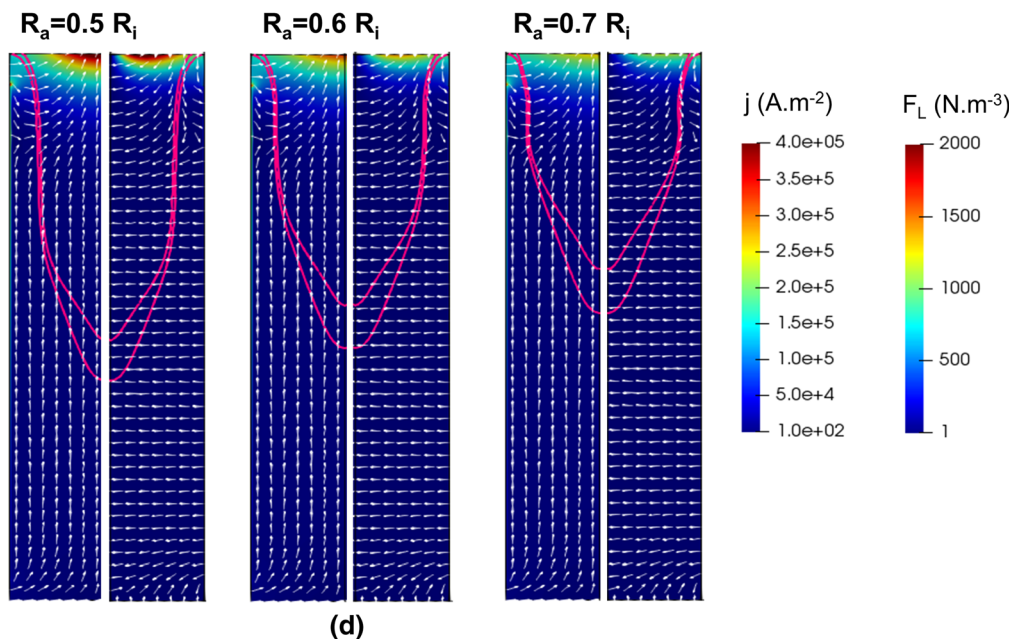 Rₐ=0.5 Rᵢ
Rₐ=0.6 Rᵢ
Rₐ=0.7 Rᵢ
j (A.m⁻²)
4.0e+05
3.5e+5
3.0e+5
2.5e+5
2.0e+5
1.5e+5
1.0e+5
5.0e+4
1.0e+02
F_L (N.m⁻³)
2000
1500
1000
500
1
(d)